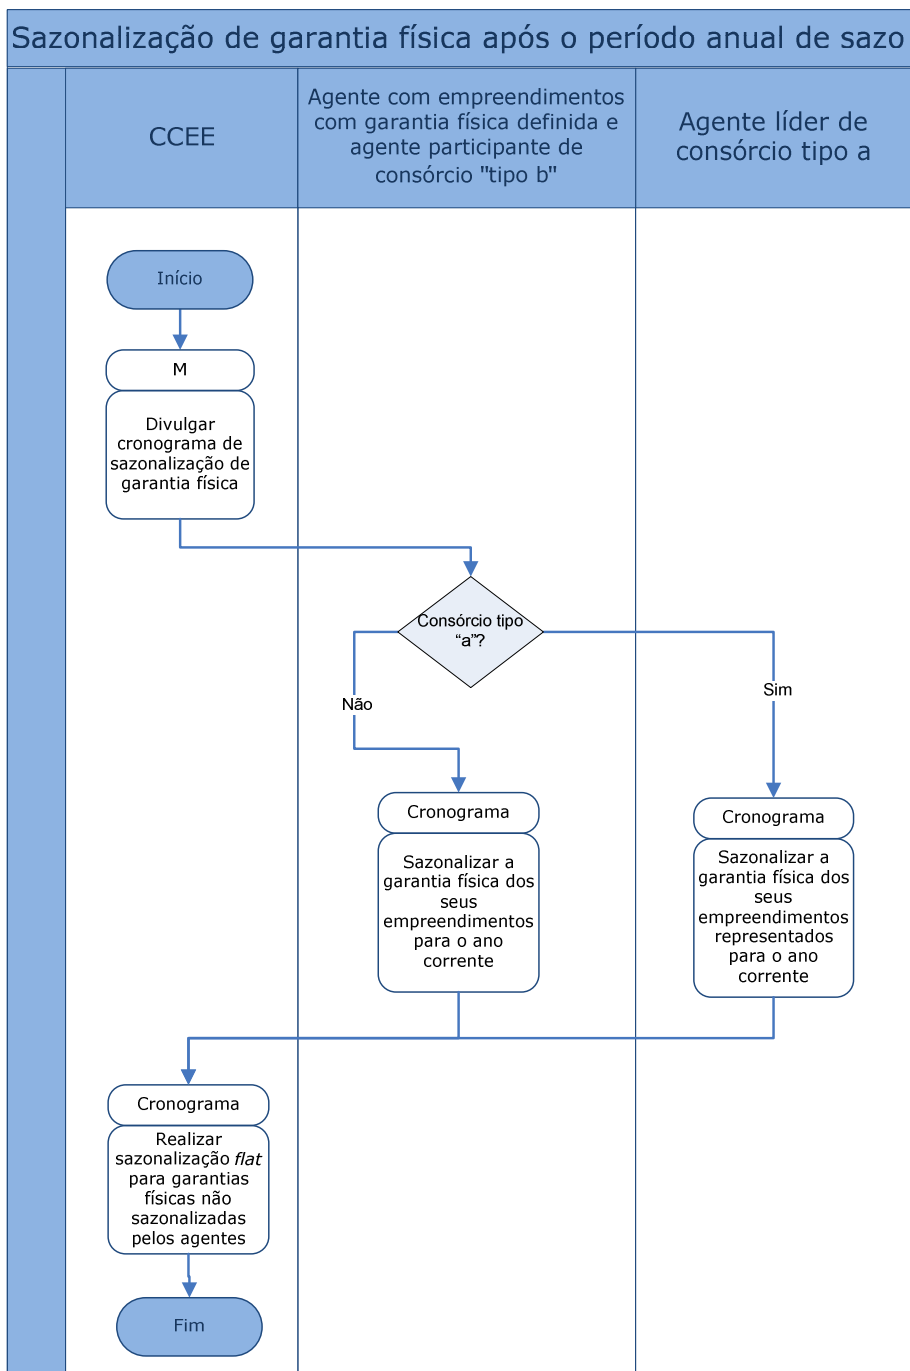 Sazonalização de garantia física após o período anual de sazo
CCEE
Agente com empreendimentos
com garantia física definida e
agente participante de
consórcio "tipo b"
Agente líder de
consórcio tipo a
Início
M
Divulgar
cronograma de
sazonalização de
garantia física
Consórcio tipo
“a”?
Não
Sim
Cronograma
Sazonalizar a
garantia física dos
seus
empreendimentos
para o ano
corrente
Cronograma
Sazonalizar a
garantia física dos
seus
empreendimentos
representados
para o ano
corrente
Cronograma
Realizar
sazonalização flat
para garantias
físicas não
sazonalizadas
pelos agentes
Fim